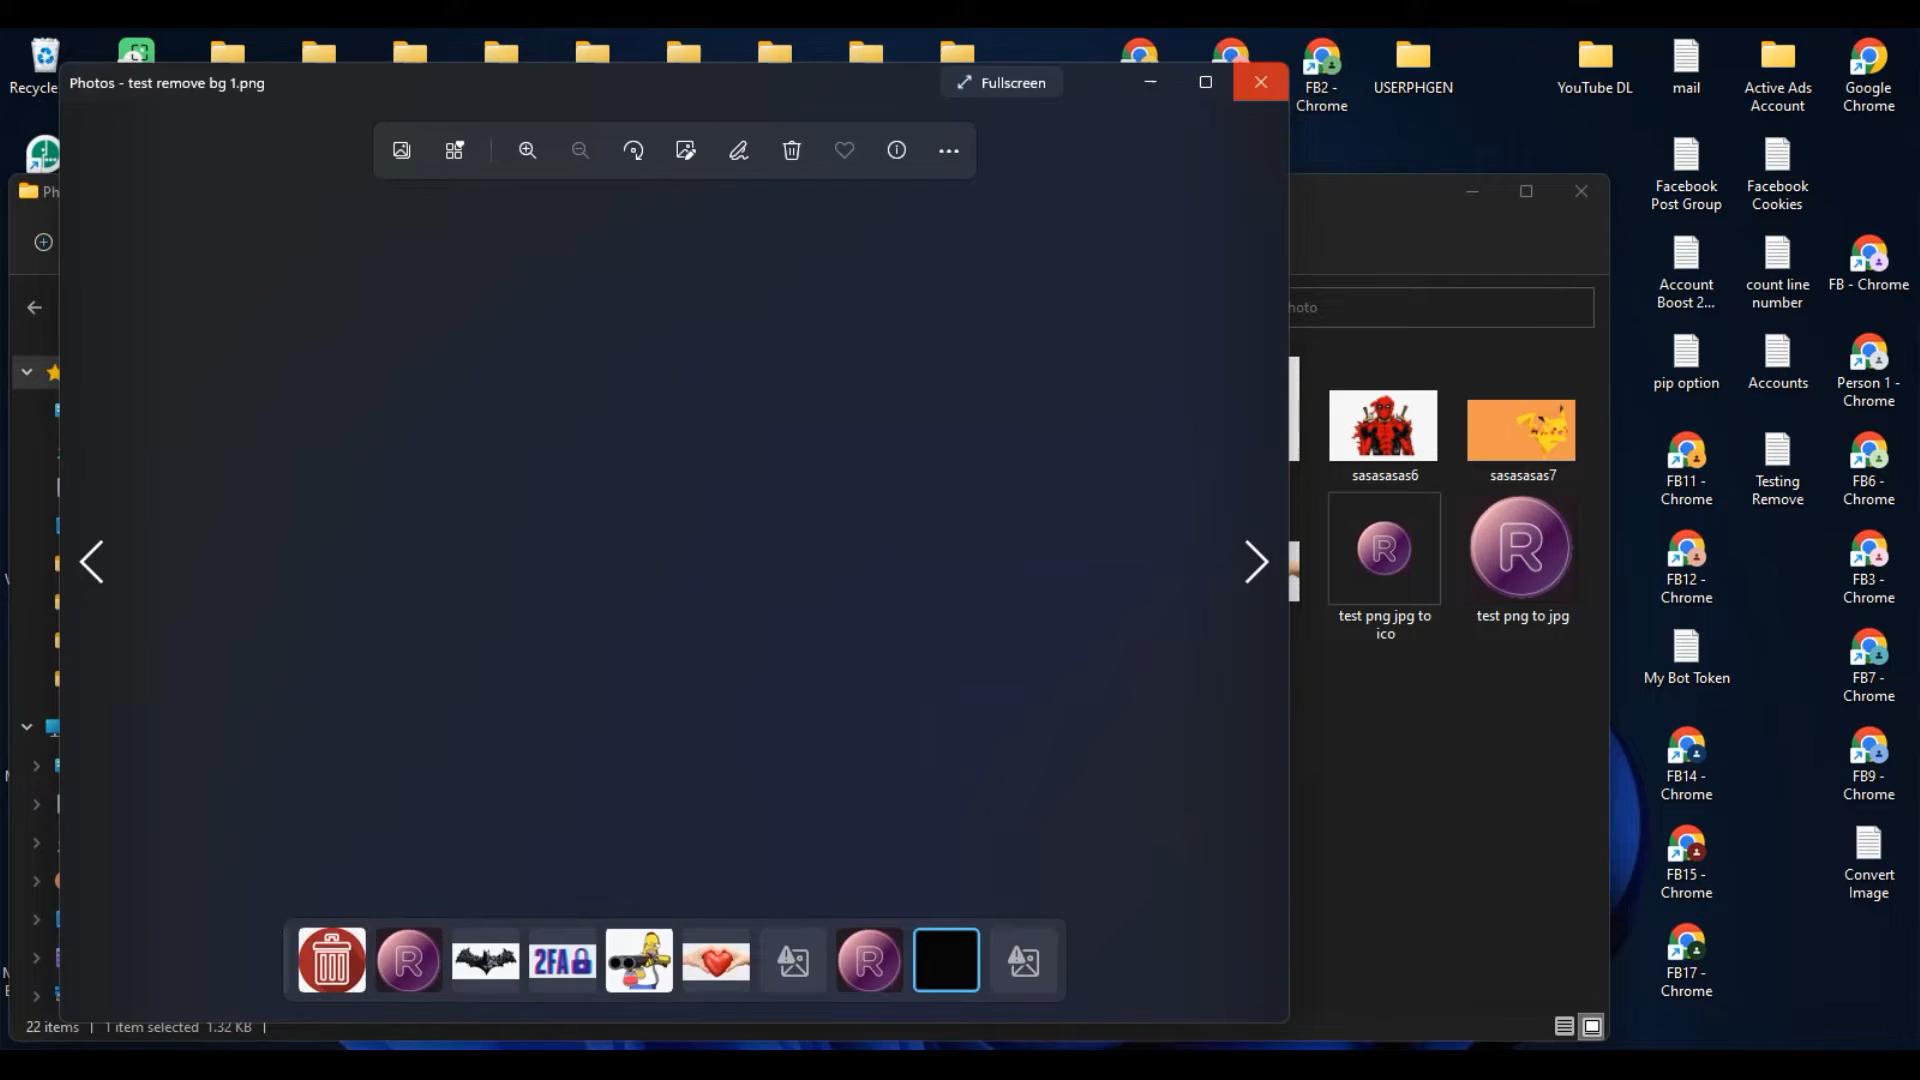 Recycle
FB2 -
Chrome
USERPHGEN
YouTube DL
mail
Active Ads
Account
Google
Chrome
Photos - test remove bg 1.png
Fullscreen
Facebook
Post Group
Facebook
Cookies
Ph
Account
Boost 2...
count line
number
FB - Chrome
hoto
pip option
Accounts
Person 1 -
Chrome
sasasasas6
sasasasas7
FB11 -
Chrome
Testing
Remove
FB6 -
Chrome
R
R
test png jpg to
ico
test png to jpg
FB12 -
Chrome
FB3 -
Chrome
My Bot Token
FB7 -
Chrome
FB14 -
Chrome
FB9 -
Chrome
FB15 -
Chrome
Convert
Image
R
2FA
R
FB17 -
Chrome
22 items
1 item selected 1.32 KB